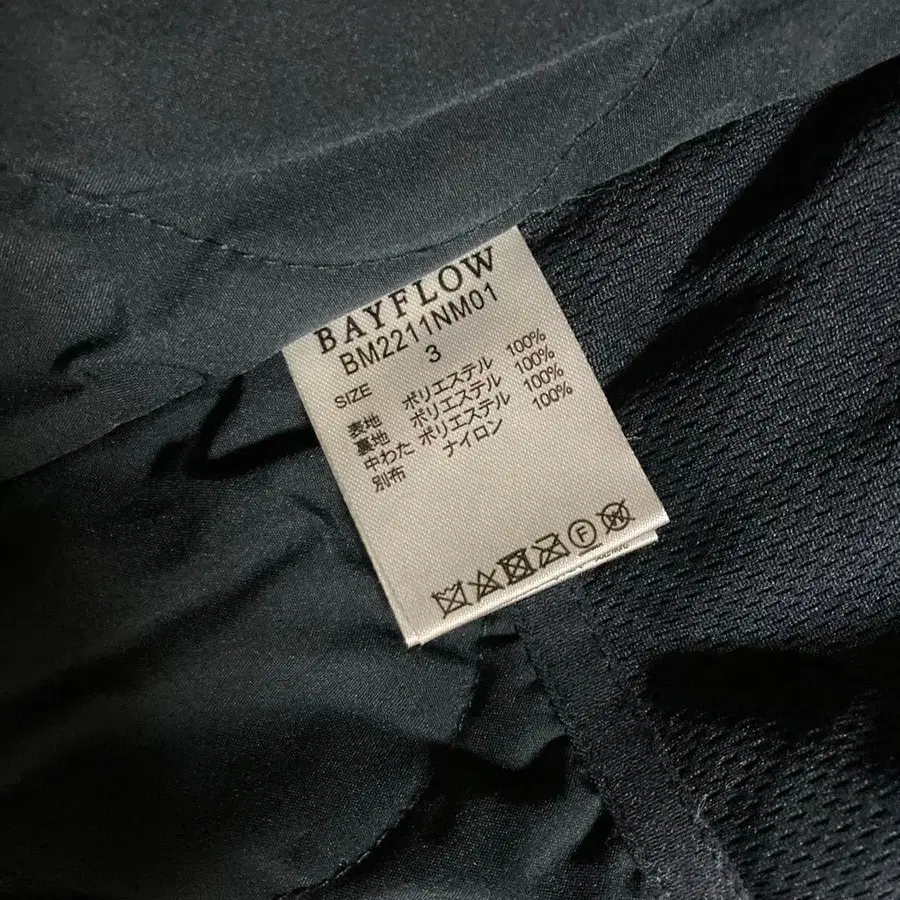 BAYFLOW
BM2211NM01
SIZE 3
表地 ポリエステル 100%
裏地 ポリエステル 100%
中わた ポリエステル 100%
別布 ナイロン 100%
F W